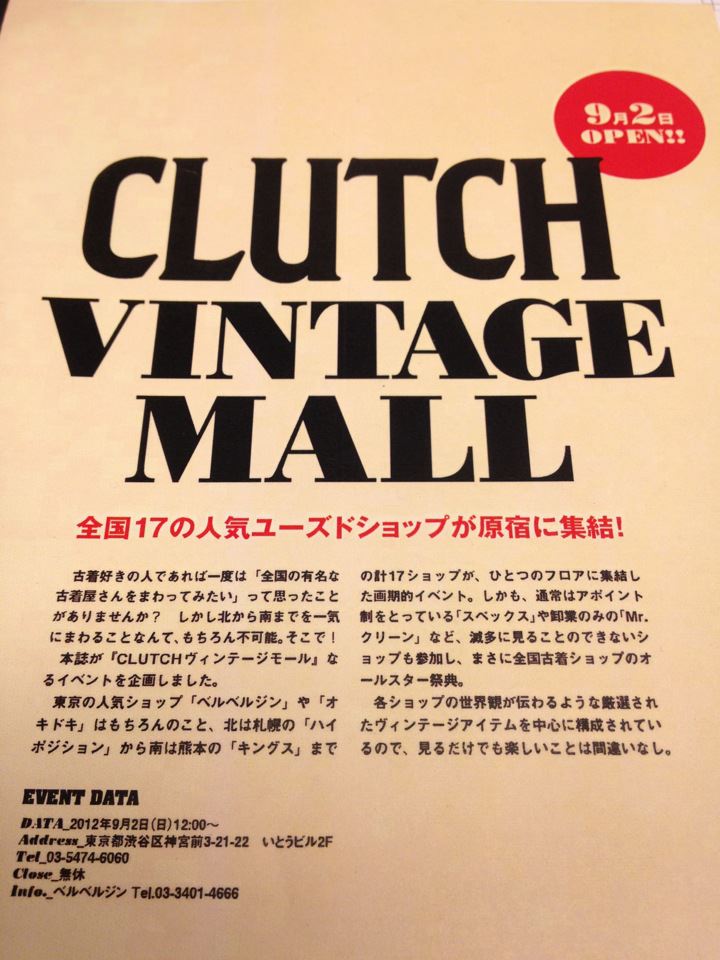 9月2日
OPEN!!
CLUTCH
VINTAGE
MALL
全国17の人気ユーズドショップが原宿に集結!
古着好きの人であれば一度は「全国の有名な
古着屋さんをまわってみたい」って思ったこと
がありませんか？ しかし北から南までを一気
にまわることなんて、もちろん不可能。そこで！
本誌が『CLUTCHヴィンテージモール』な
るイベントを企画しました。
東京の人気ショップ「ベルベルジン」や「オ
キドキ」はもちろんのこと、北は札幌の「ハイ
ポジション」から南は熊本の「キングス」まで
の計17ショップが、ひとつのフロアに集結し
た画期的イベント。しかも、通常はアポイント
制をとっている「スペックス」や卸業のみの「Mr.
クリーン」など、滅多に見ることのできないシ
ョップも参加し、まさに全国古着ショップのオ
ールスター祭典。
各ショップの世界観が伝わるような厳選され
たヴィンテージアイテムを中心に構成されてい
るので、見るだけでも楽しいことは間違いなし。
EVENT DATA
DATA_2012年9月2日(日)12:00〜
Address_東京都渋谷区神宮前3-21-22 いとうビル2F
Tel_03-5474-6060
Close_無休
Info._ベルベルジン Tel.03-3401-4666